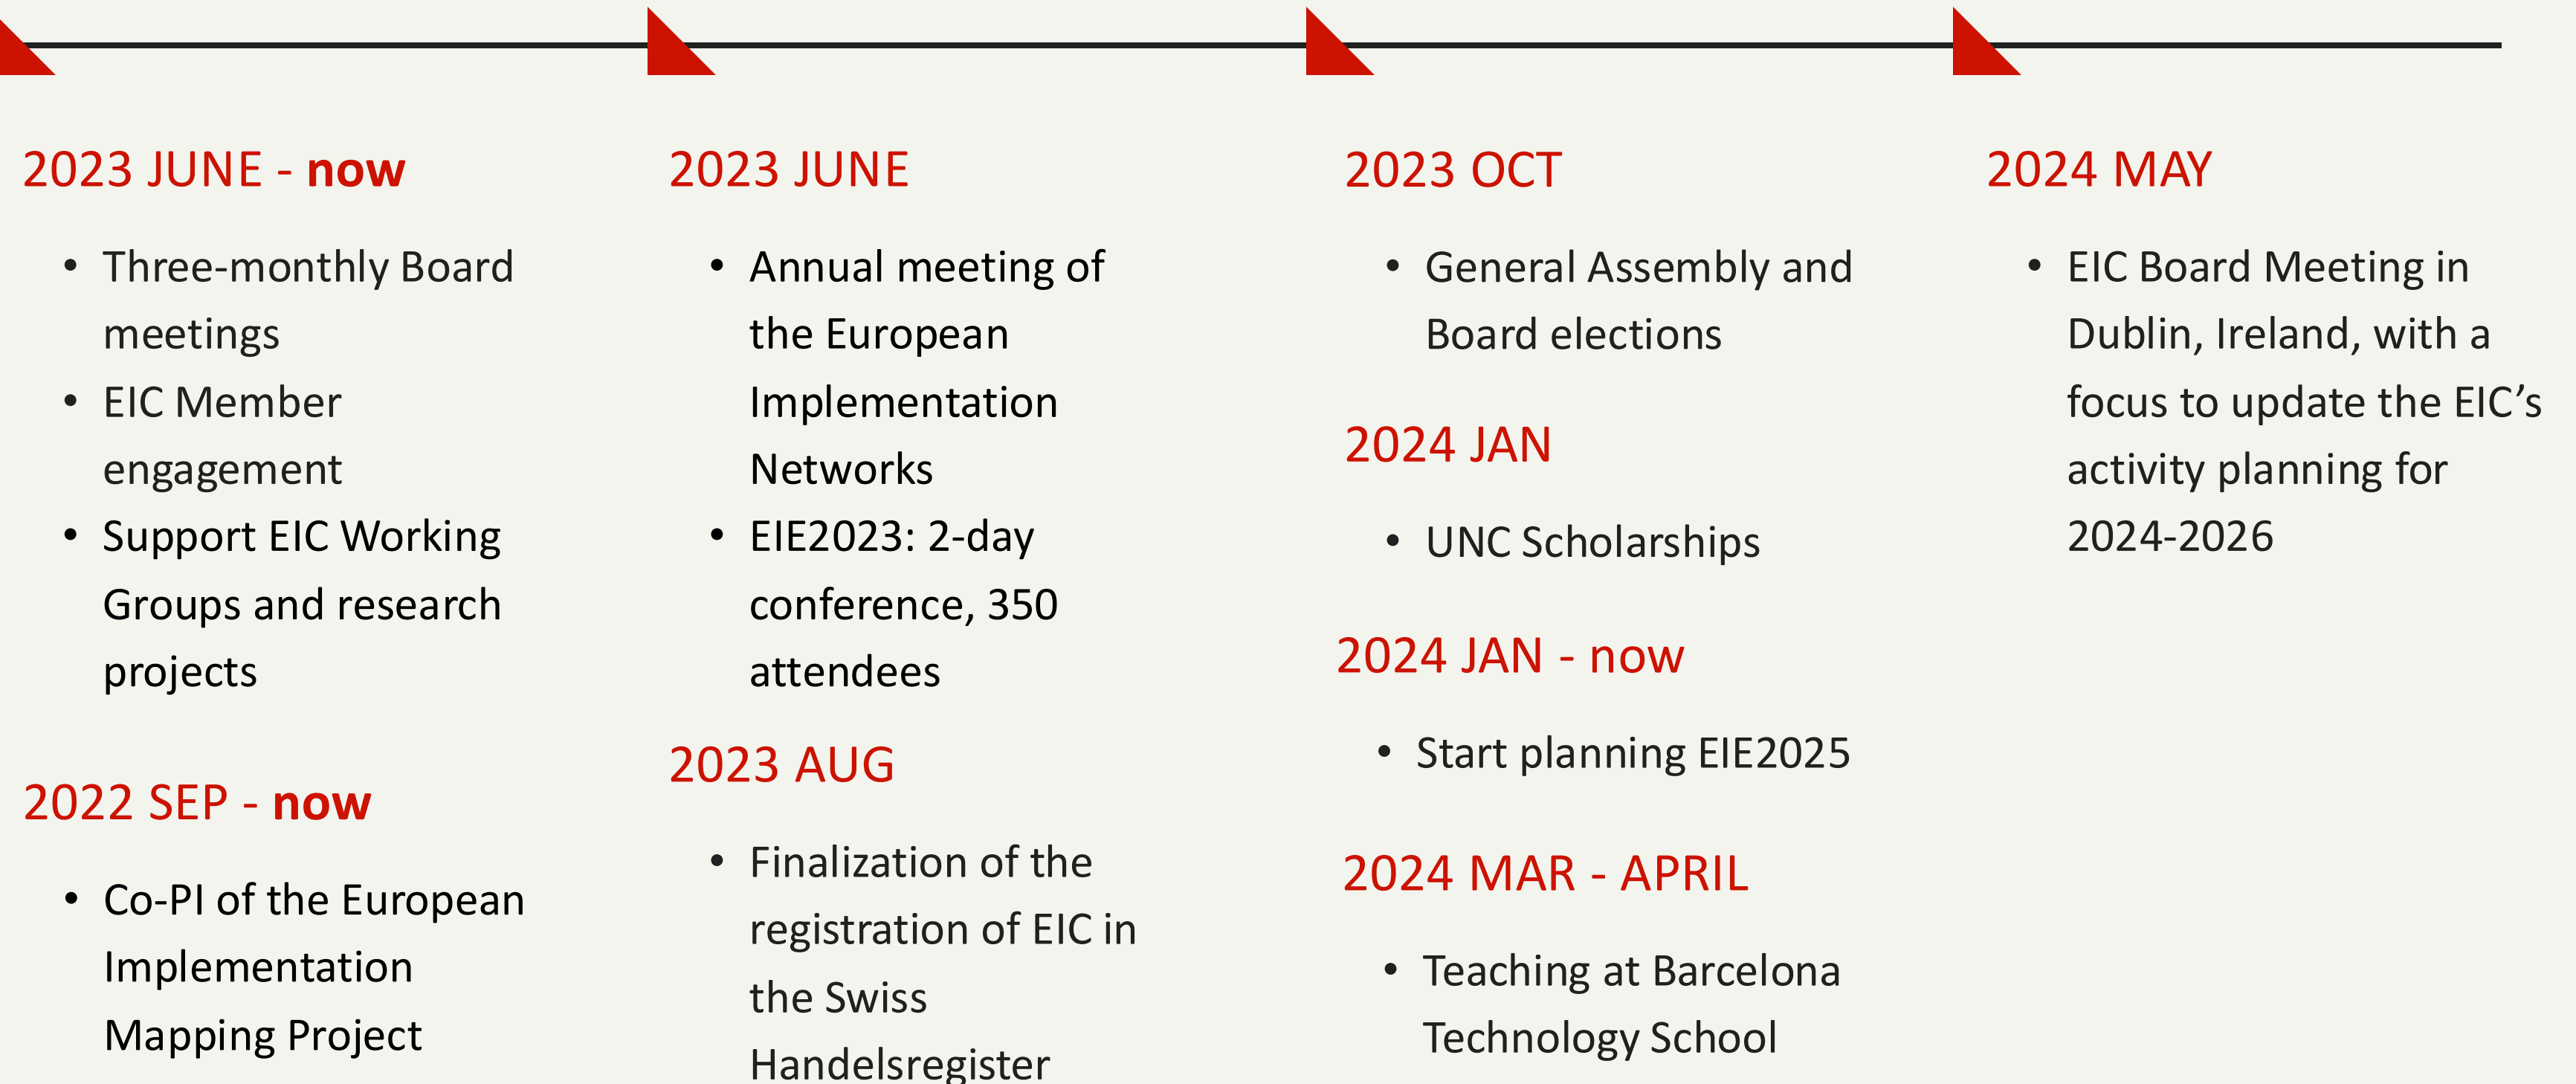 2023 JUNE - now
• Three-monthly Board
meetings
• EIC Member
engagement
• Support EIC Working
Groups and research
projects
2022 SEP - now
• Co-PI of the European
Implementation
Mapping Project
2023 JUNE
• Annual meeting of
the European
Implementation
Networks
• EIE2023: 2-day
conference, 350
attendees
2023 AUG
• Finalization of the
registration of EIC in
the Swiss
Handelsregister
2023 OCT
• General Assembly and
Board elections
2024 JAN
• UNC Scholarships
2024 JAN - now
• Start planning EIE2025
2024 MAR - APRIL
• Teaching at Barcelona
Technology School
2024 MAY
• EIC Board Meeting in
Dublin, Ireland, with a
focus to update the EIC’s
activity planning for
2024-2026